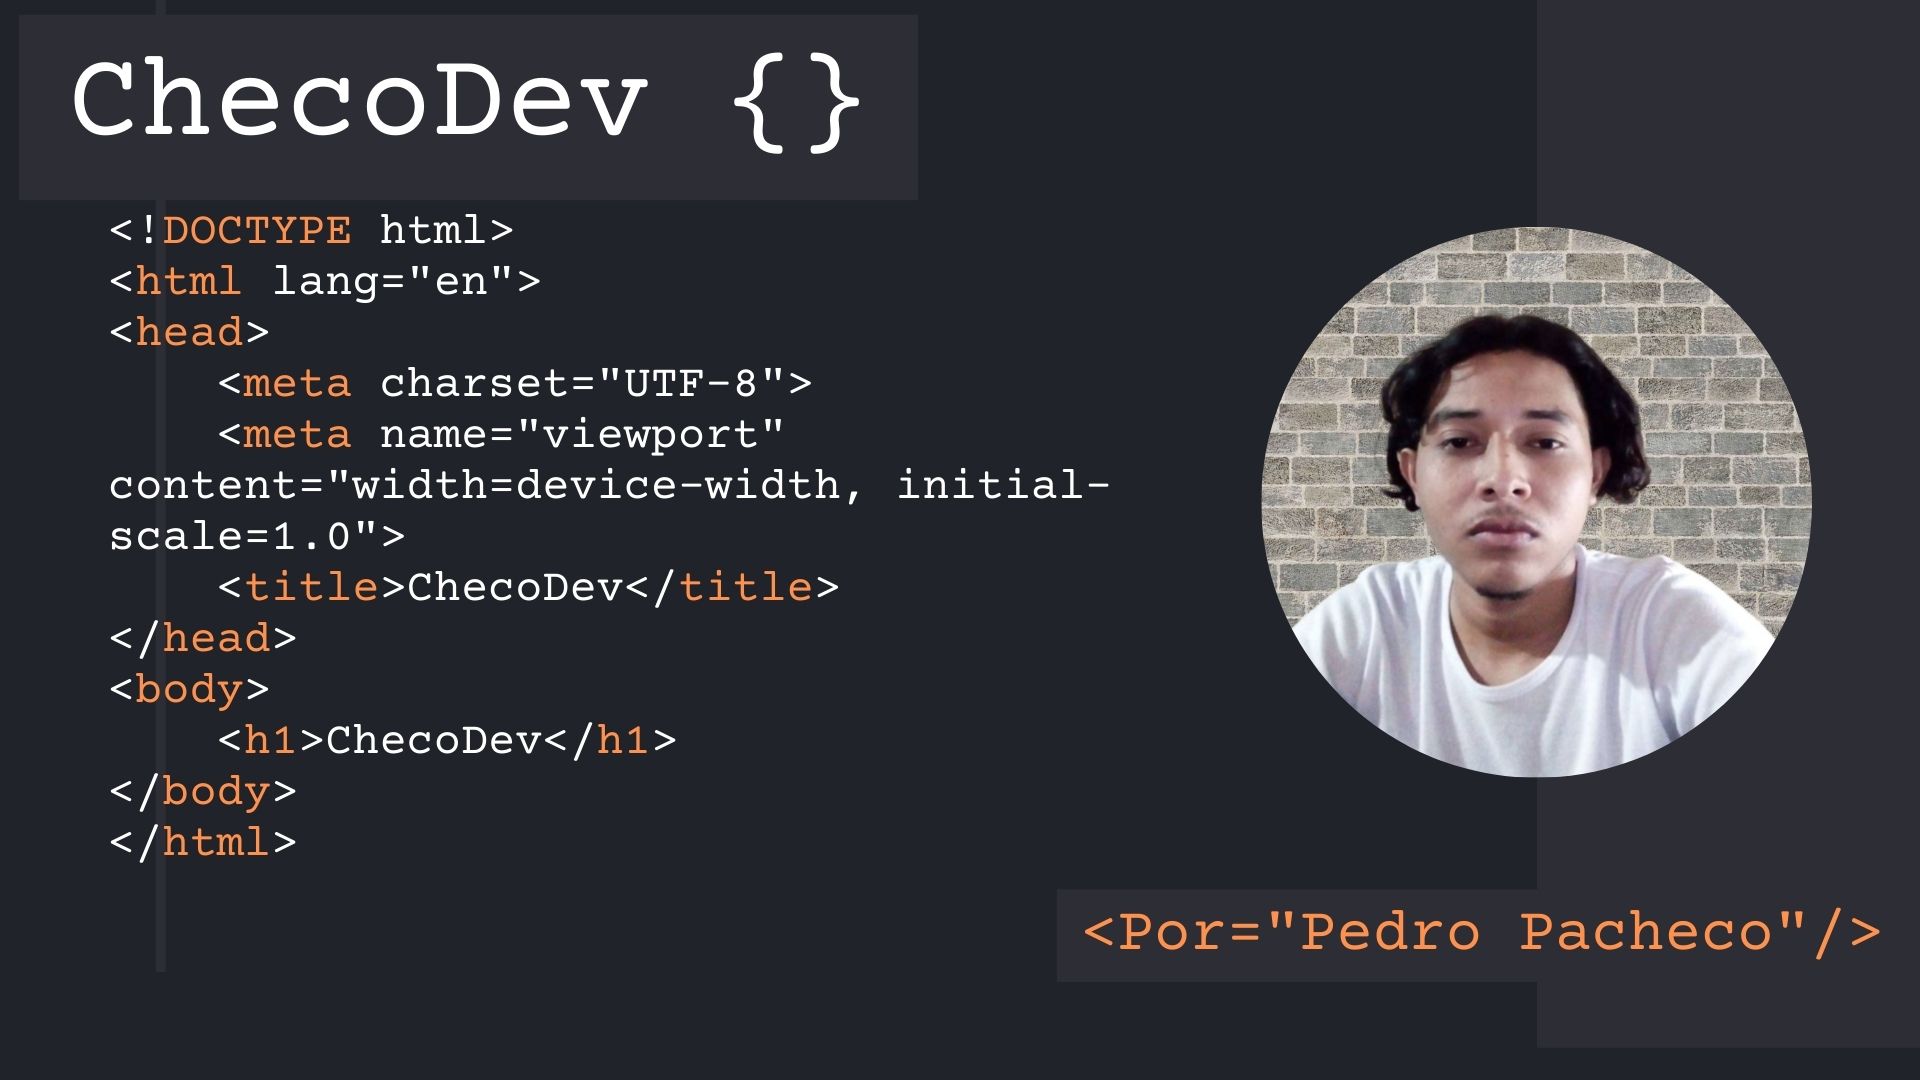 ChecoDev {}
<!DOCTYPE html>
<html lang="en">
<head>
    <meta charset="UTF-8">
    <meta name="viewport"
content="width=device-width, initial-
scale=1.0">
    <title>ChecoDev</title>
</head>
<body>
    <h1>ChecoDev</h1>
</body>
</html>
<Por="Pedro Pacheco"/>